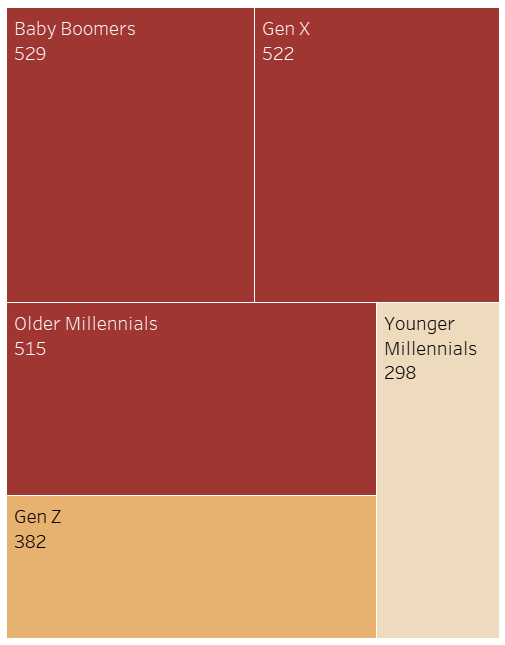 Baby Boomers
529
Gen X
522
Older Millennials
515
Younger
Millennials
298
Gen Z
382